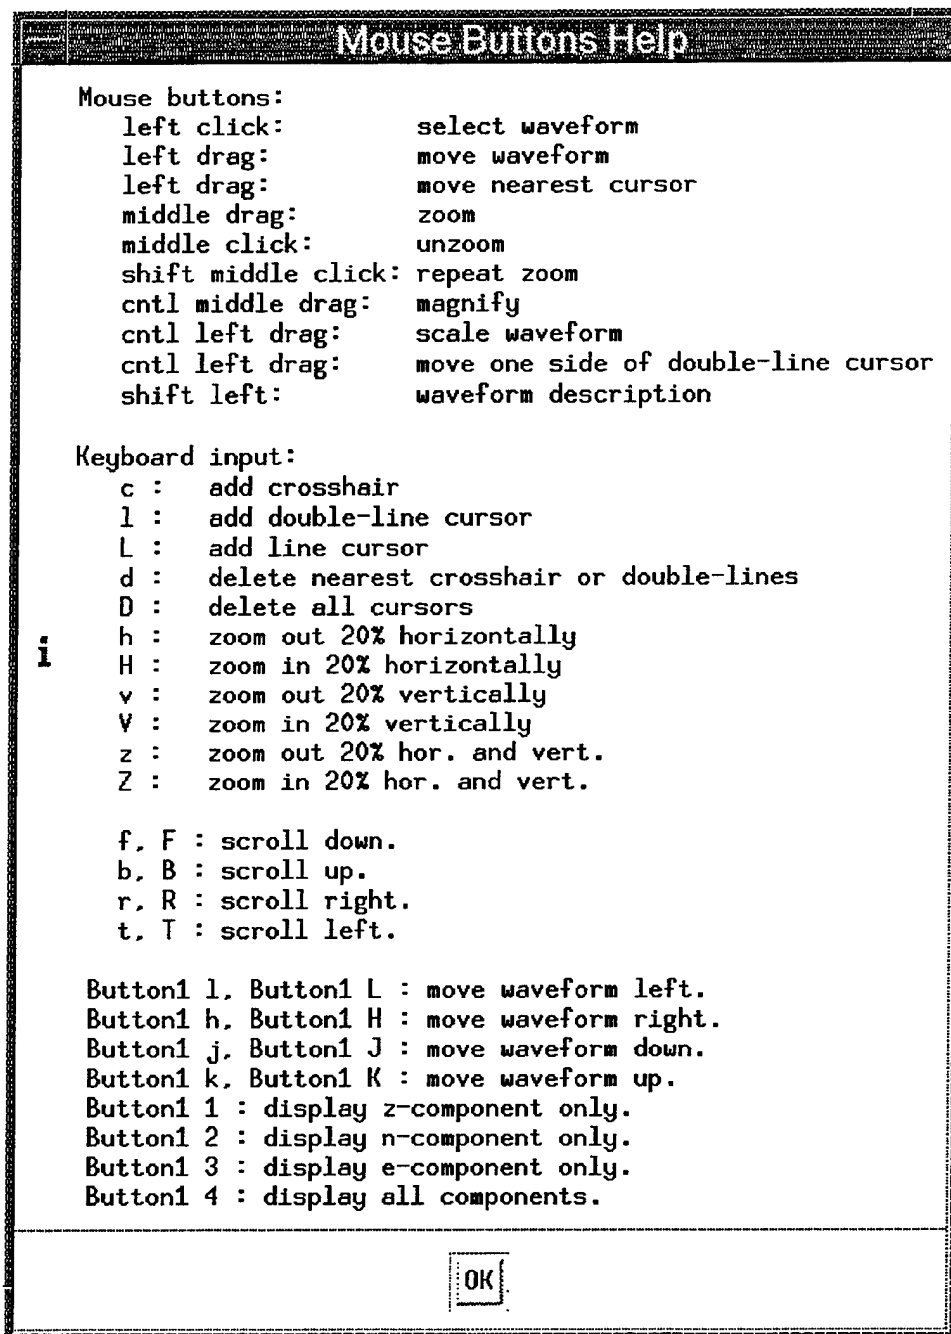 Mouse Buttons Help
Mouse buttons:
left click: select waveform
left drag: move waveform
left drag: move nearest cursor
middle drag: zoom
middle click: unzoom
shift middle click: repeat zoom
cntl middle drag: magnify
cntl left drag: scale waveform
cntl left drag: move one side of double-line cursor
shift left: waveform description
Keyboard input:
c : add crosshair
l : add double-line cursor
L : add line cursor
d : delete nearest crosshair or double-lines
D : delete all cursors
h : zoom out 20% horizontally
H : zoom in 20% horizontally
v : zoom out 20% vertically
V : zoom in 20% vertically
z : zoom out 20% hor. and vert.
Z : zoom in 20% hor. and vert.
f, F : scroll down.
b, B : scroll up.
r, R : scroll right.
t, T : scroll left.
Button1 l, Button1 L : move waveform left.
Button1 h, Button1 H : move waveform right.
Button1 j, Button1 J : move waveform down.
Button1 k, Button1 K : move waveform up.
Button1 1 : display z-component only.
Button1 2 : display n-component only.
Button1 3 : display e-component only.
Button1 4 : display all components.
OK